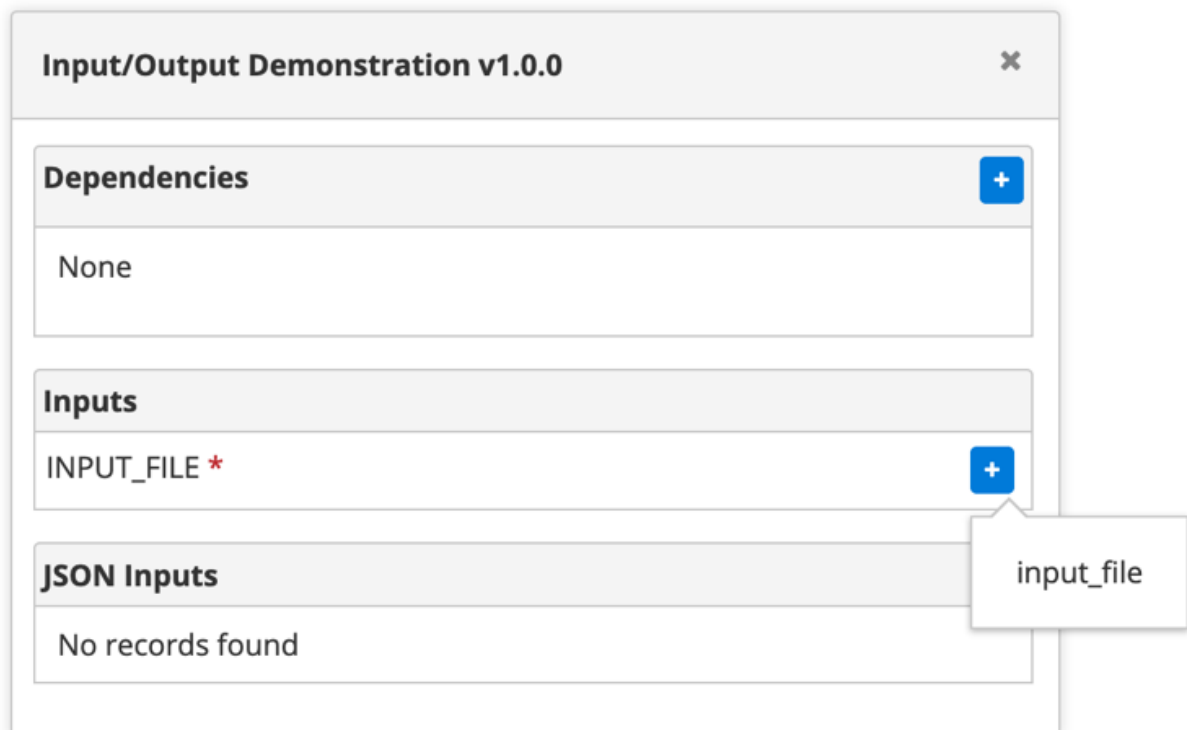 Input/Output Demonstration v1.0.0
Dependencies
None
Inputs
INPUT_FILE *
input_file
JSON Inputs
No records found